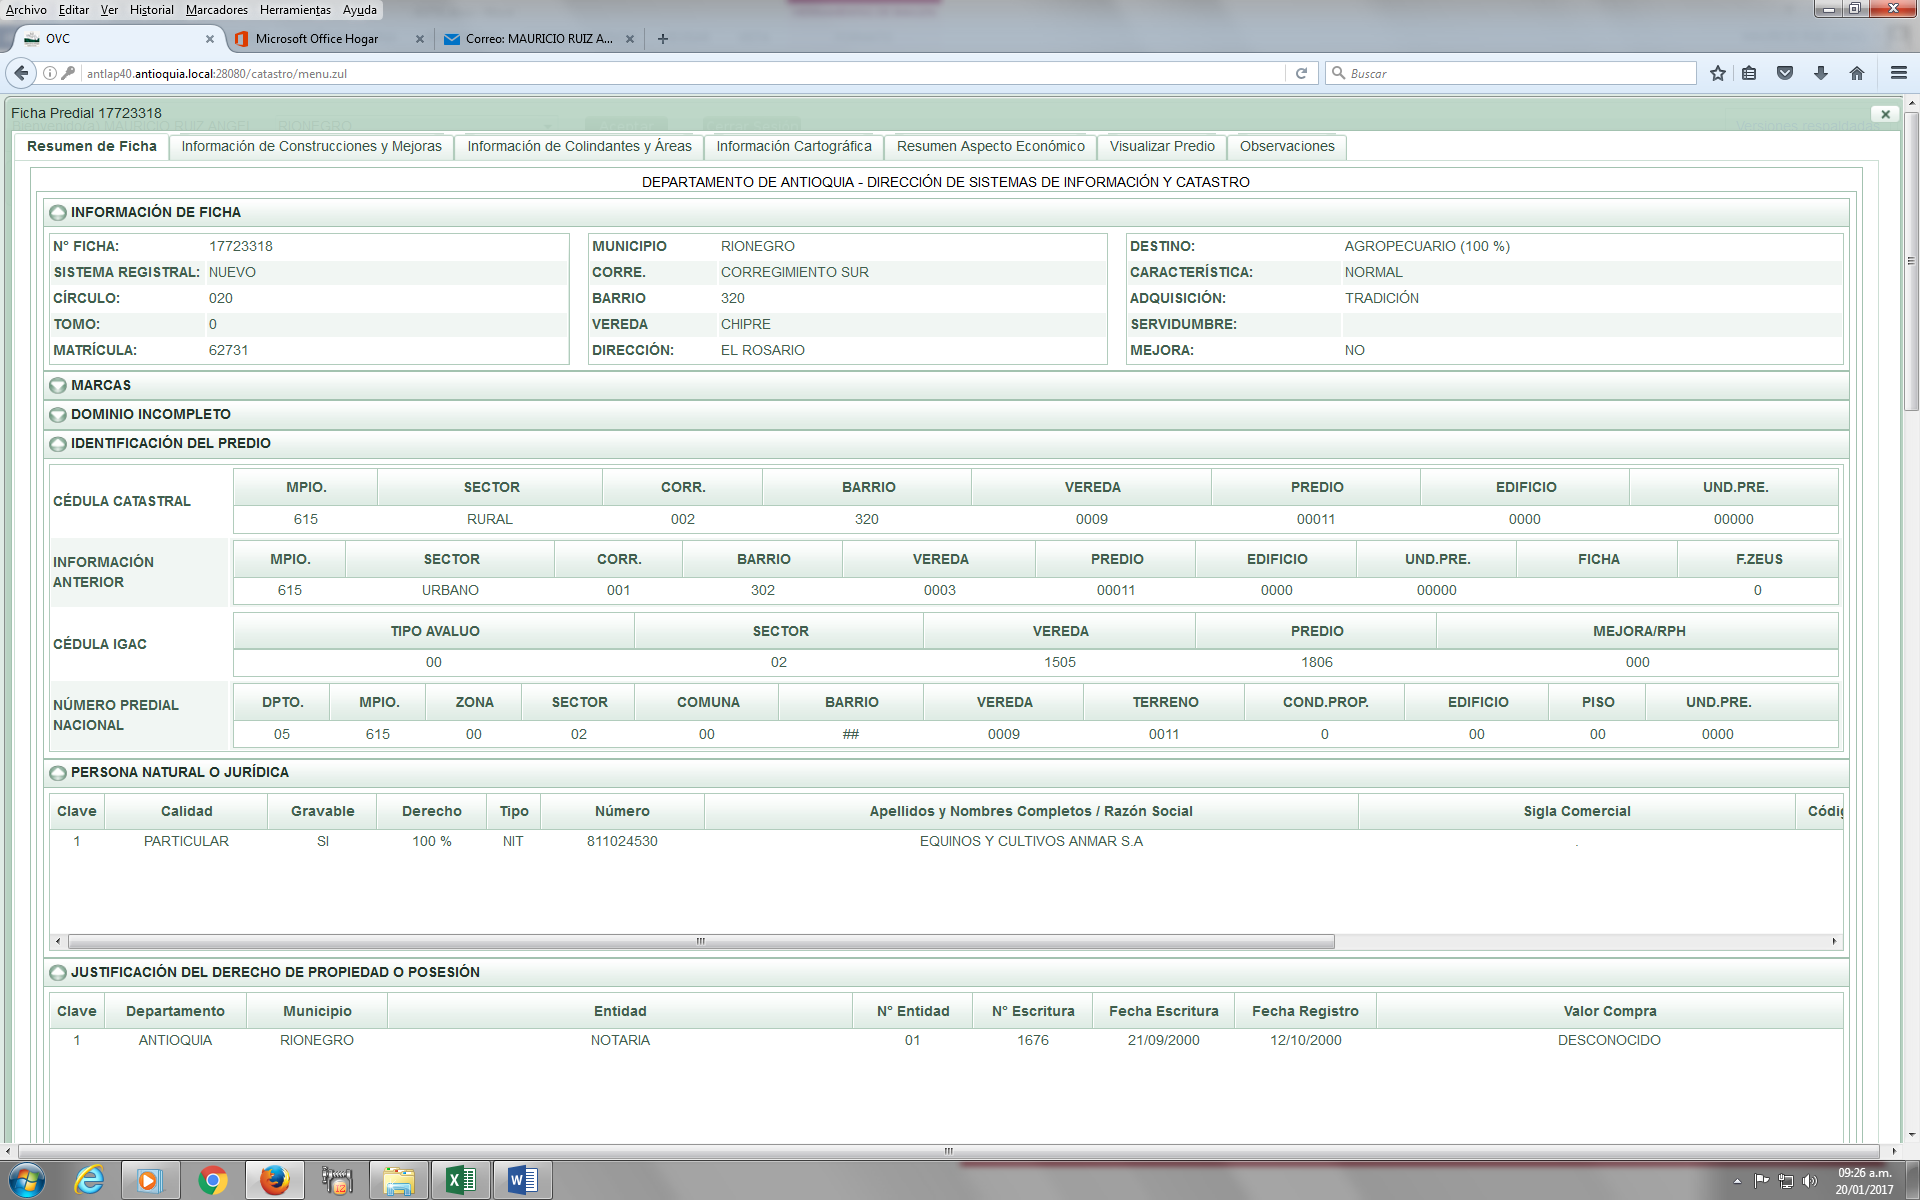 Archivo Editar Ver Historial Marcadores Herramientas Ayuda
OVC Microsoft Office Hogar Correo: MAURICIO RUIZ A...
antlap40.antioquia.local:28080/catastro/menu.zul Buscar
Ficha Predial 17723318
Resumen de Ficha Información de Construcciones y Mejoras Información de Colindantes y Áreas Información Cartográfica Resumen Aspecto Económico Visualizar Predio Observaciones
DEPARTAMENTO DE ANTIOQUIA - DIRECCIÓN DE SISTEMAS DE INFORMACIÓN Y CATASTRO
INFORMACIÓN DE FICHA
N° FICHA: 17723318 MUNICIPIO RIONEGRO DESTINO: AGROPECUARIO (100 %)
SISTEMA REGISTRAL: NUEVO CORRE. CORREGIMIENTO SUR CARACTERÍSTICA: NORMAL
CÍRCULO: 020 BARRIO 320 ADQUISICIÓN: TRADICIÓN
TOMO: 0 VEREDA CHIPRE SERVIDUMBRE:
MATRÍCULA: 62731 DIRECCIÓN: EL ROSARIO MEJORA: NO
MARCAS
DOMINIO INCOMPLETO
IDENTIFICACIÓN DEL PREDIO
CÉDULA CATASTRAL
MPIO. SECTOR CORR. BARRIO VEREDA PREDIO EDIFICIO UND.PRE.
615 RURAL 002 320 0009 00011 0000 00000
INFORMACIÓN ANTERIOR
MPIO. SECTOR CORR. BARRIO VEREDA PREDIO EDIFICIO UND.PRE. FICHA F.ZEUS
615 URBANO 001 302 0003 00011 0000 00000 0
CÉDULA IGAC
TIPO AVALUO SECTOR VEREDA PREDIO MEJORA/RPH
00 02 1505 1806 000
NÚMERO PREDIAL NACIONAL
DPTO. MPIO. ZONA SECTOR COMUNA BARRIO VEREDA TERRENO COND.PROP. EDIFICIO PISO UND.PRE.
05 615 00 02 00 ## 0009 0011 0 00 00 0000
PERSONA NATURAL O JURÍDICA
Clave Calidad Gravable Derecho Tipo Número Apellidos y Nombres Completos / Razón Social Sigla Comercial Códig
1 PARTICULAR SI 100 % NIT 811024530 EQUINOS Y CULTIVOS ANMAR S.A .
JUSTIFICACIÓN DEL DERECHO DE PROPIEDAD O POSESIÓN
Clave Departamento Municipio Entidad N° Entidad N° Escritura Fecha Escritura Fecha Registro Valor Compra
1 ANTIOQUIA RIONEGRO NOTARIA 01 1676 21/09/2000 12/10/2000 DESCONOCIDO
09:26 a.m.
20/01/2017